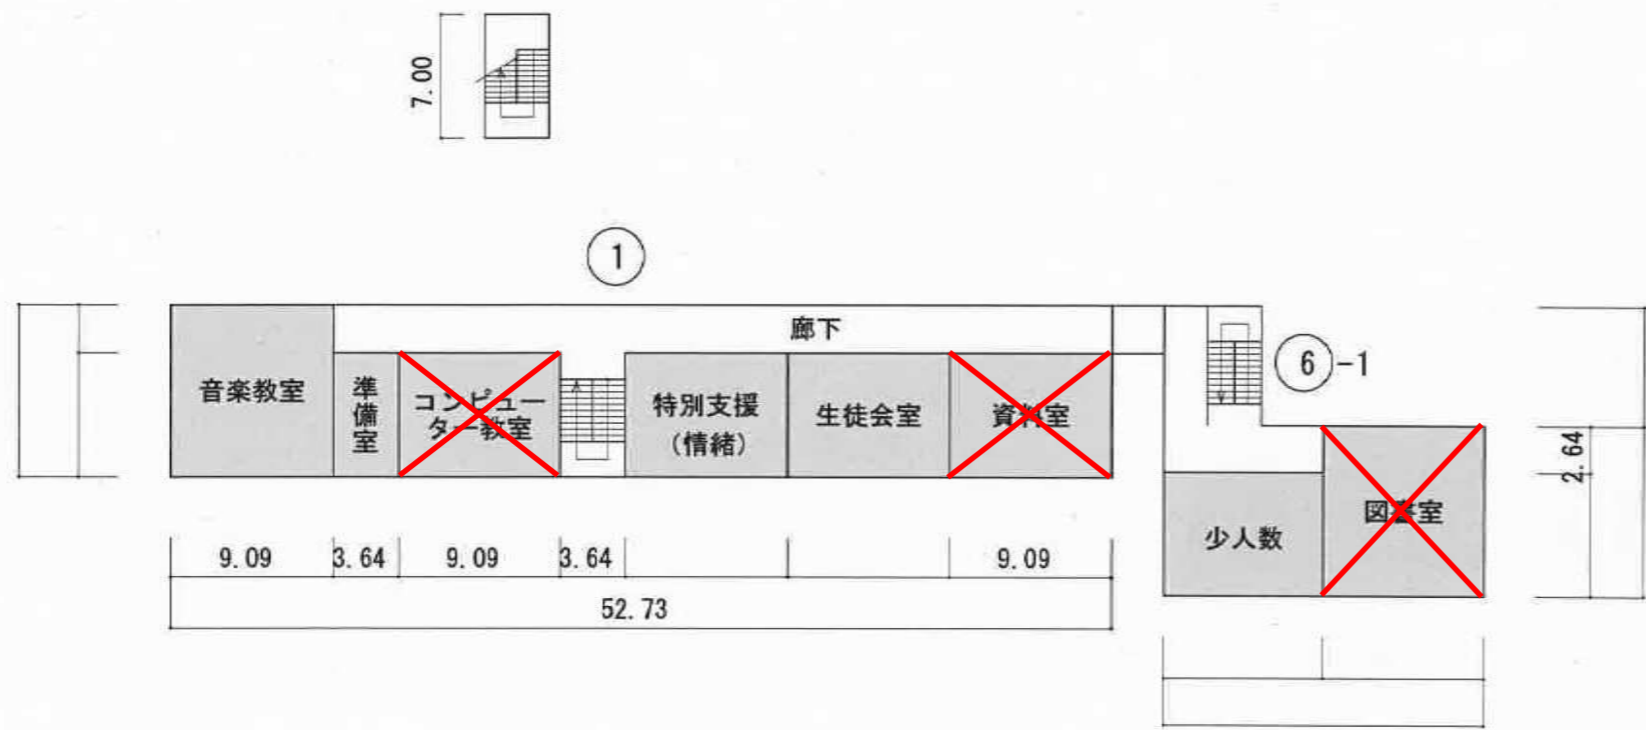 7.00
1
廊下
6-1
音楽教室
準備室
コンピュー
ター教室
特別支援
(情緒)
生徒会室
資料室
少人数
図書室
2.64
9.09
3.64
9.09
3.64
9.09
52.73